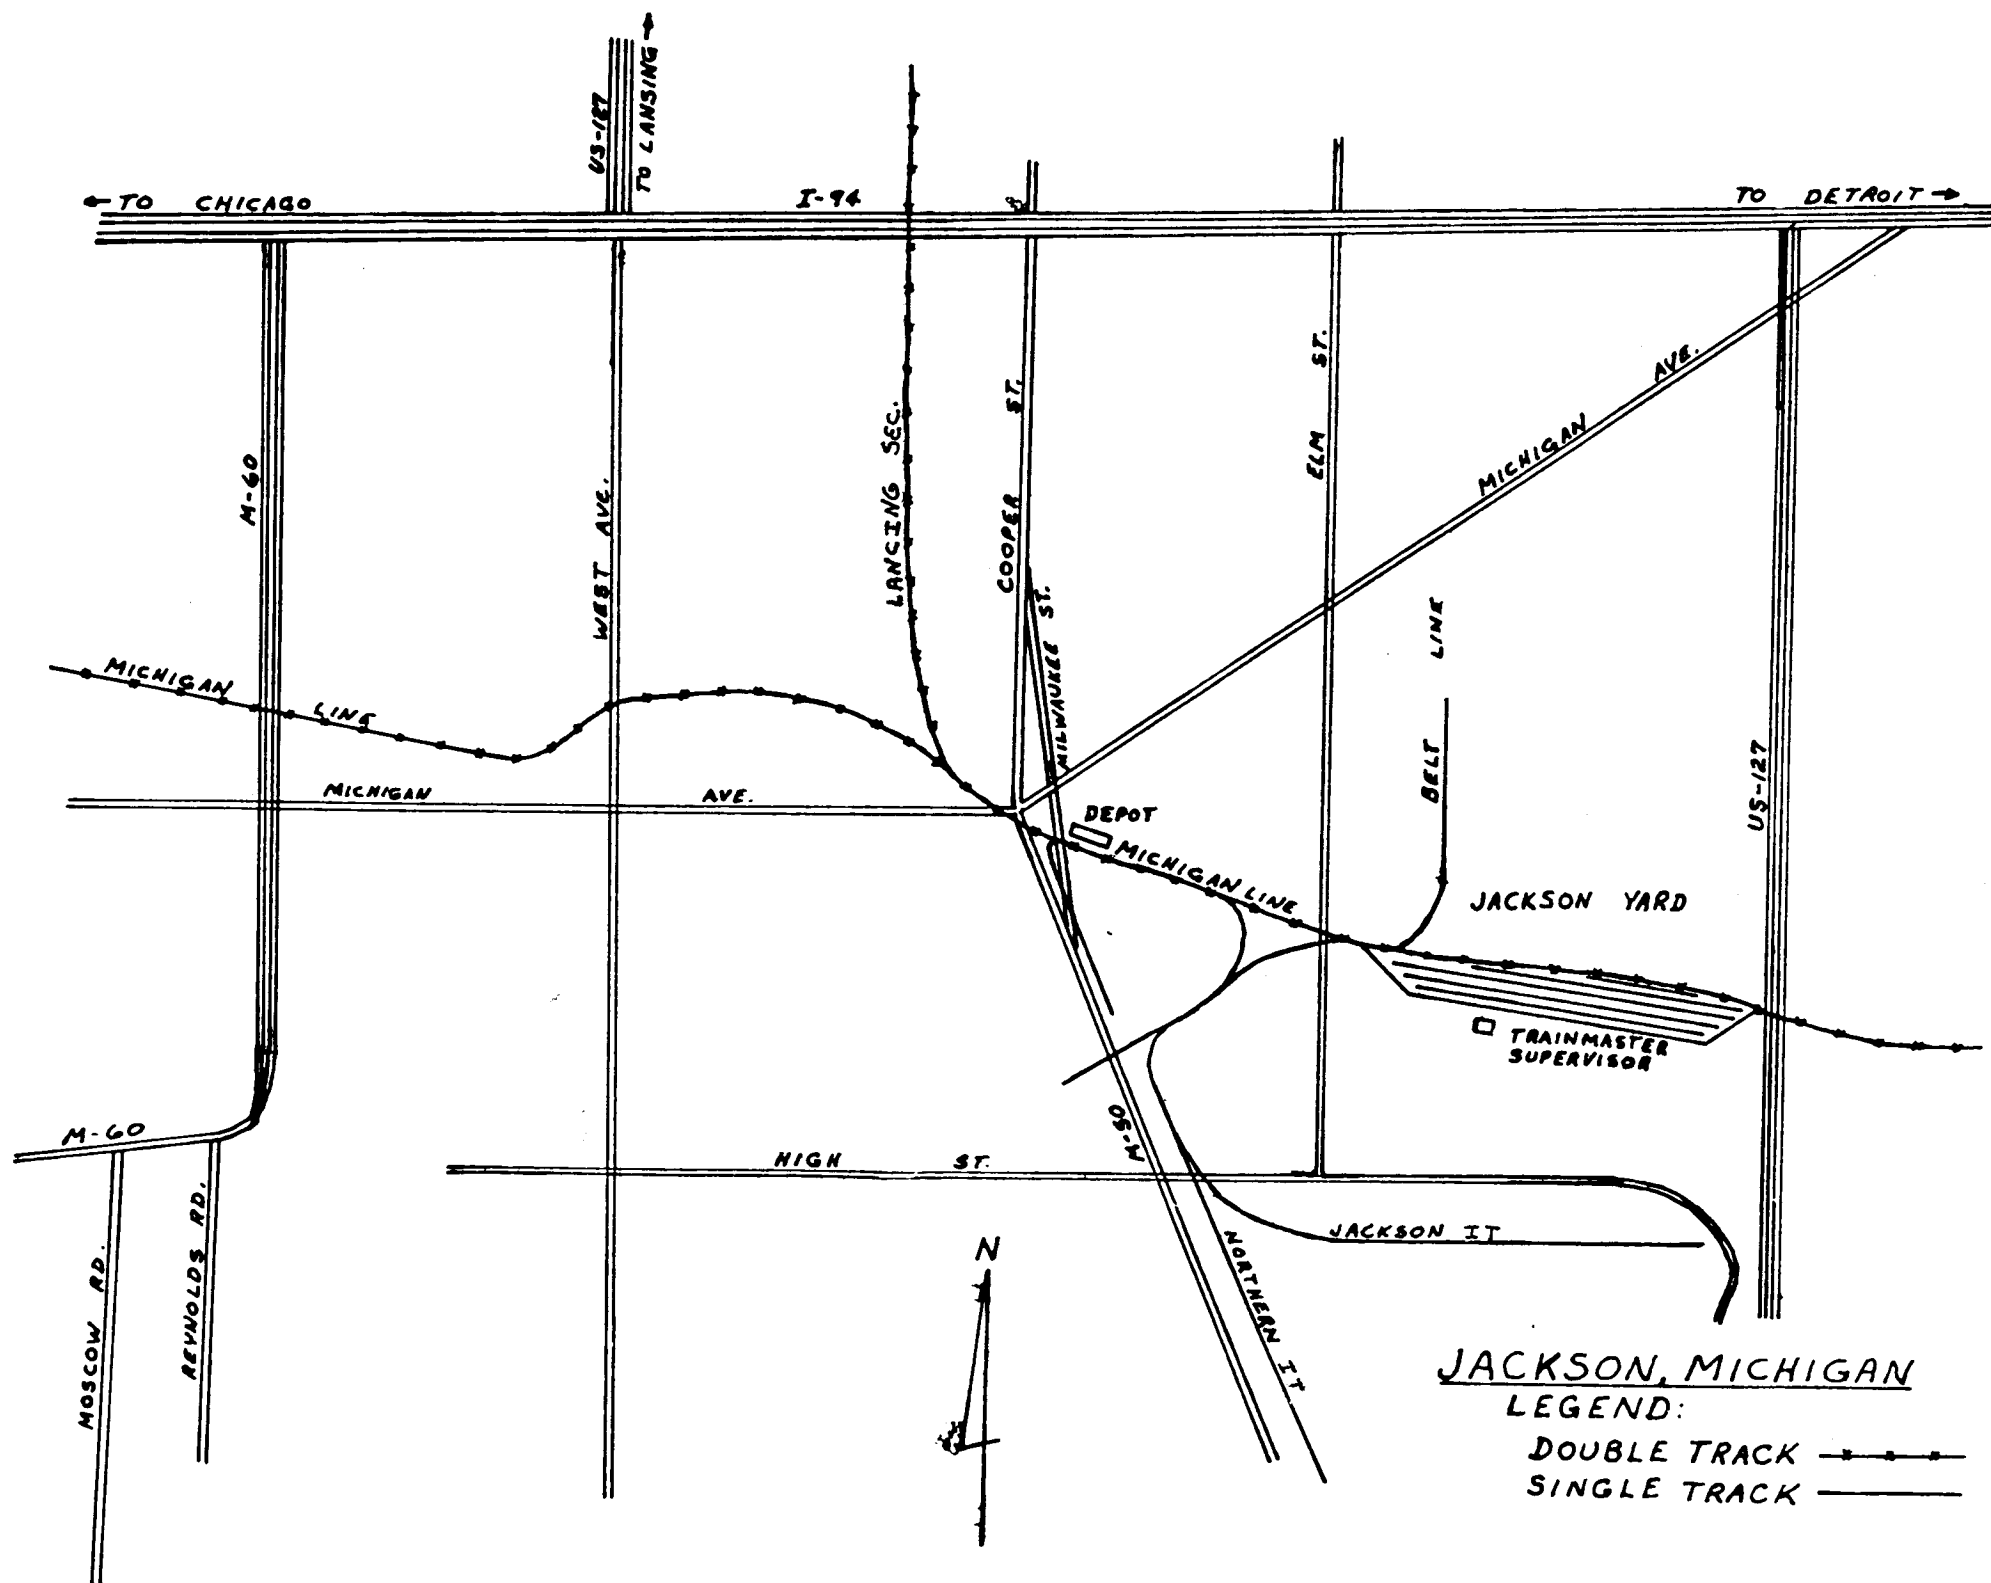 US-127
TO LANSING
TO CHICAGO
I-94
TO DETROIT
M-60
WEST AVE.
LANCING SEC.
COOPER ST.
MILWAUKEE ST.
ELM ST.
MICHIGAN AVE.
BELT LINE
US-127
MICHIGAN LINE
MICHIGAN AVE.
DEPOT
MICHIGAN LINE
JACKSON YARD
TRAINMASTER
SUPERVISOR
M-60
M-50
HIGH ST.
MOSCOW RD.
REYNOLDS RD.
JACKSON IT
NORTHERN IT
N
JACKSON, MICHIGAN
LEGEND:
DOUBLE TRACK
SINGLE TRACK